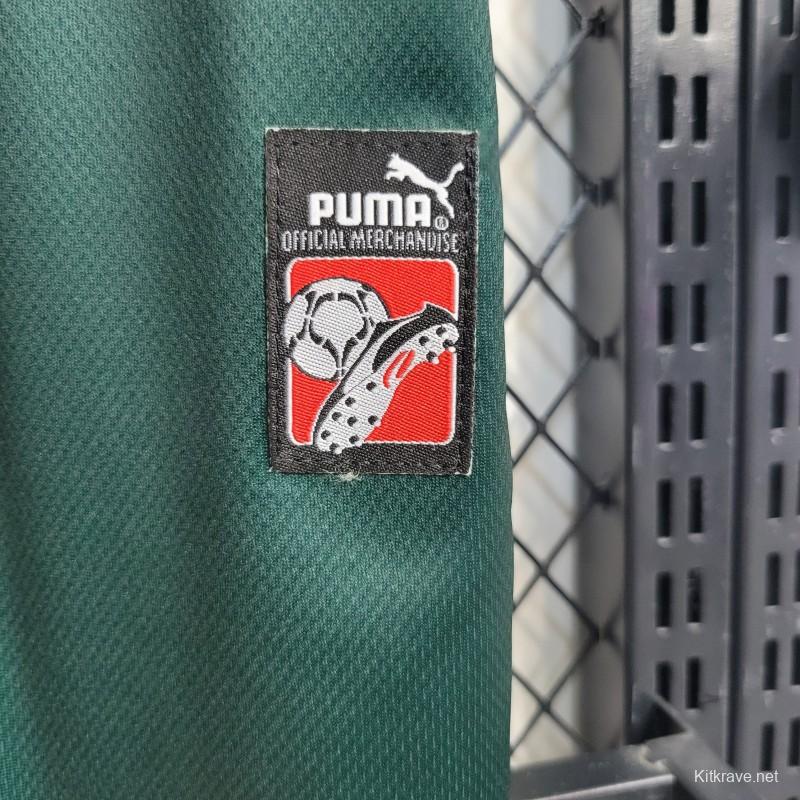 PUMA®
OFFICIAL MERCHANDISE
Kitkrave.net